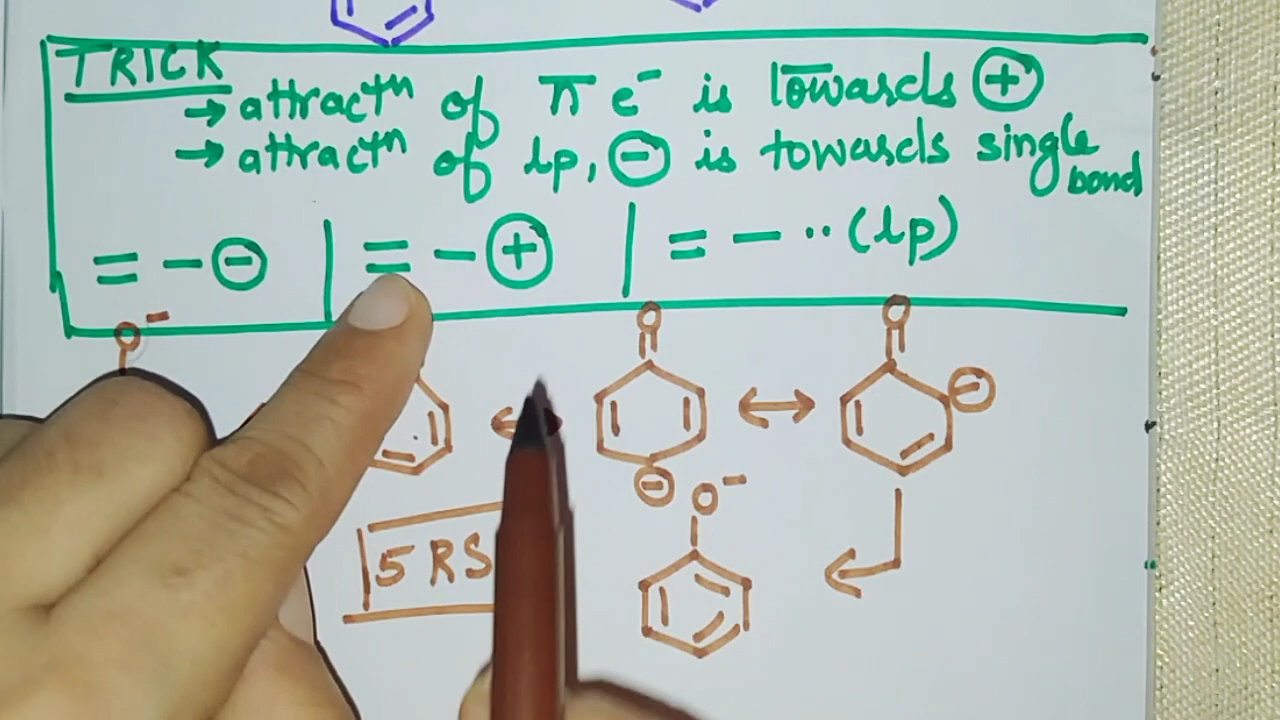 TRICK
→ attractⁿ of π e⁻ is towards ⊕
→ attractⁿ of lp, ⊖ is towards single bond
= - ⊖ | = - ⊕ | = - ·· (lp)
O⁻ O O
⊖
⊖ O⁻
5 RS